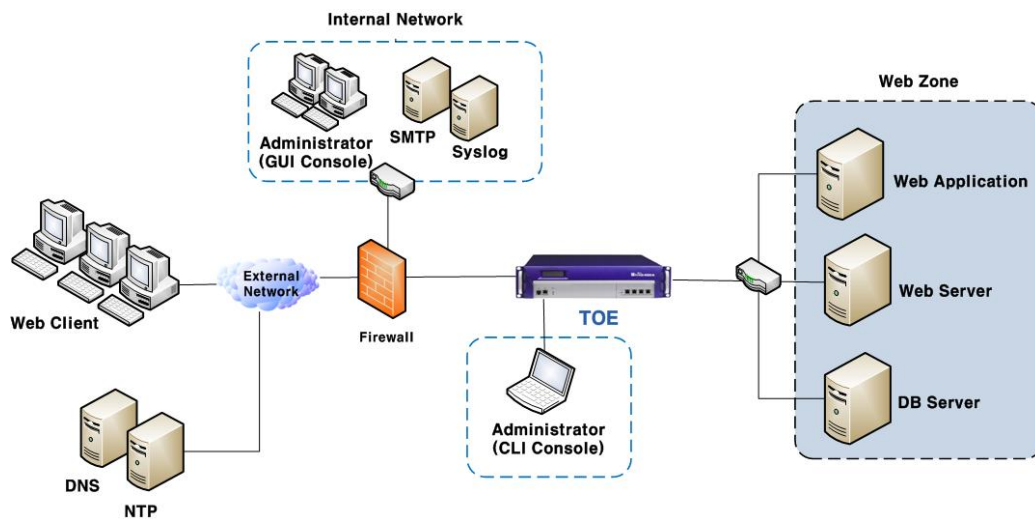 Internal Network
Administrator
(GUI Console)
SMTP
Syslog
Web Zone
Web Application
Web Client
External
Network
Firewall
TOE
Web Server
Administrator
(CLI Console)
DB Server
DNS
NTP